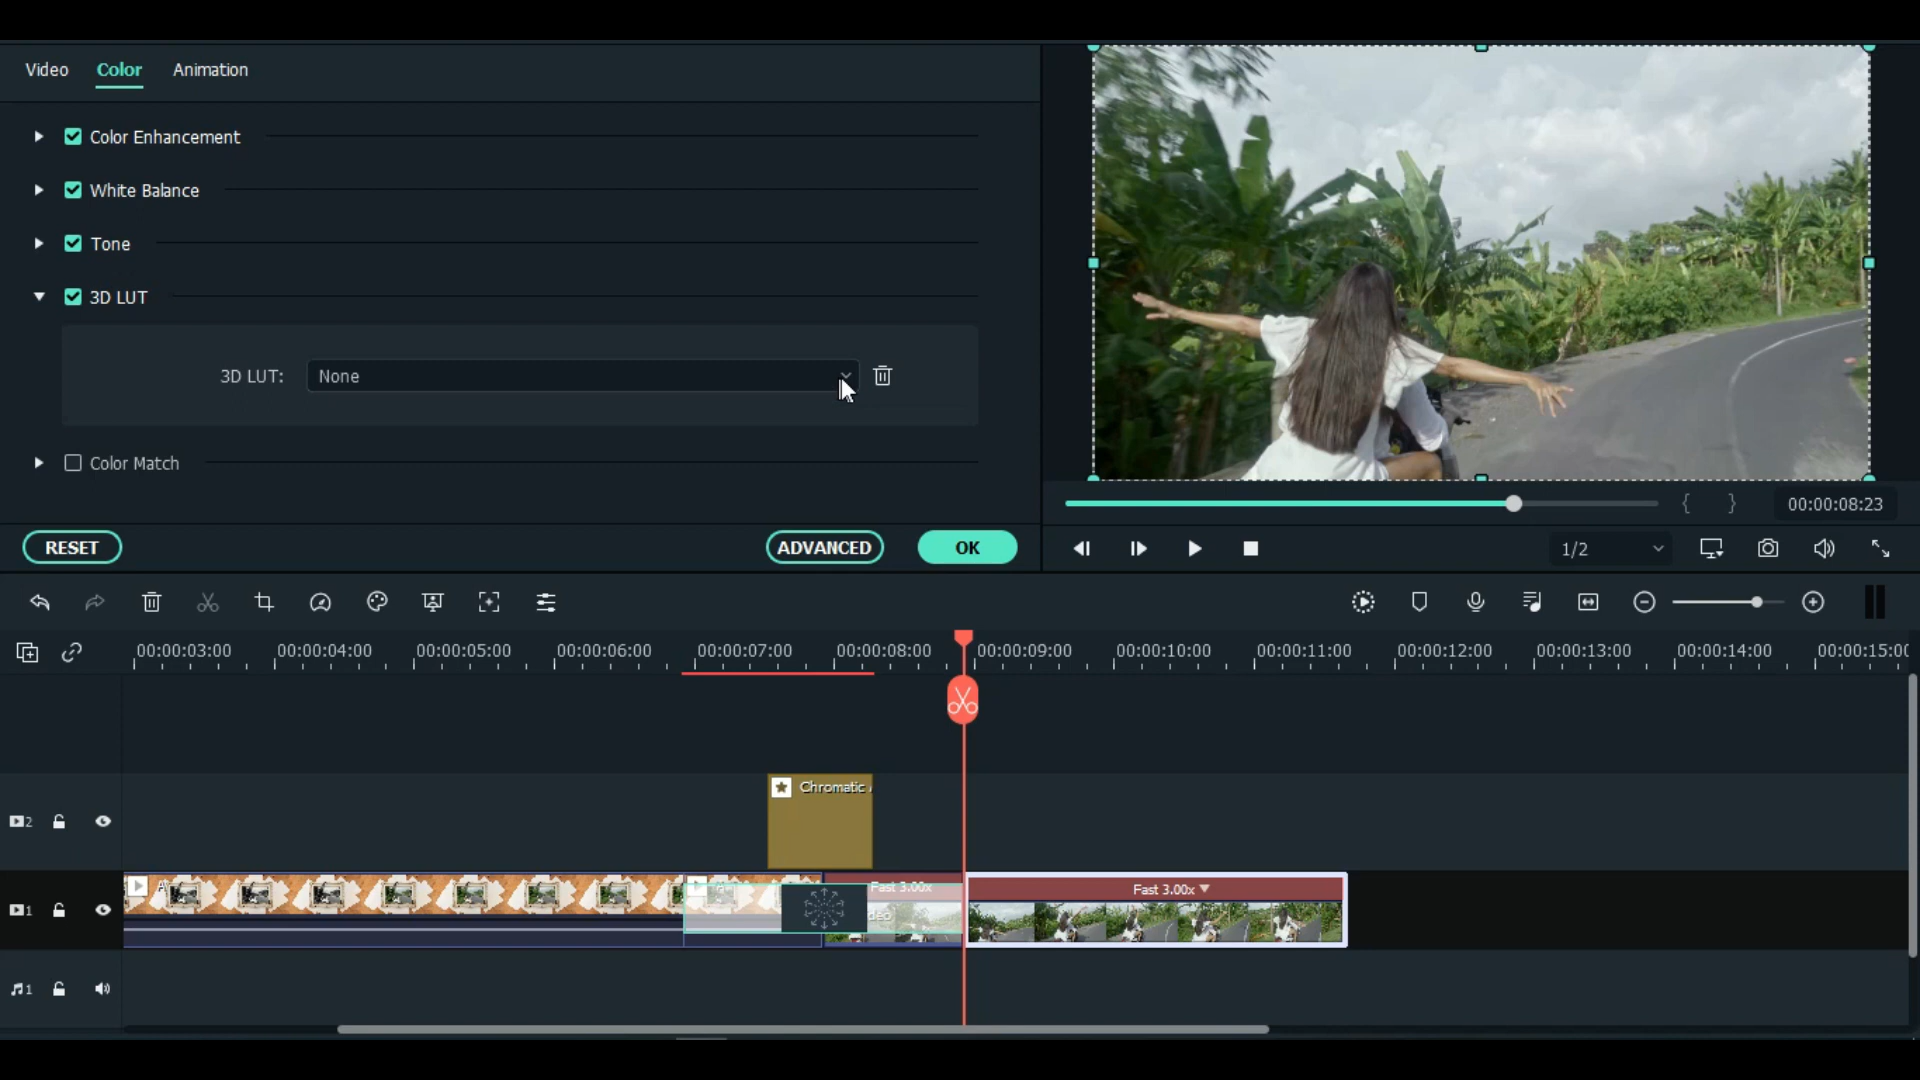 Video Color Animation
Color Enhancement
White Balance
Tone
3D LUT
3D LUT: None
Color Match
RESET ADVANCED OK
{ } 00:00:08:23
1/2
00:00:03:00 00:00:04:00 00:00:05:00 00:00:06:00 00:00:07:00 00:00:08:00 00:00:09:00 00:00:10:00 00:00:11:00 00:00:12:00 00:00:13:00 00:00:14:00 00:00:15:00
Chromatic
2
Fast 3.00x Fast 3.00x
deo
1
1